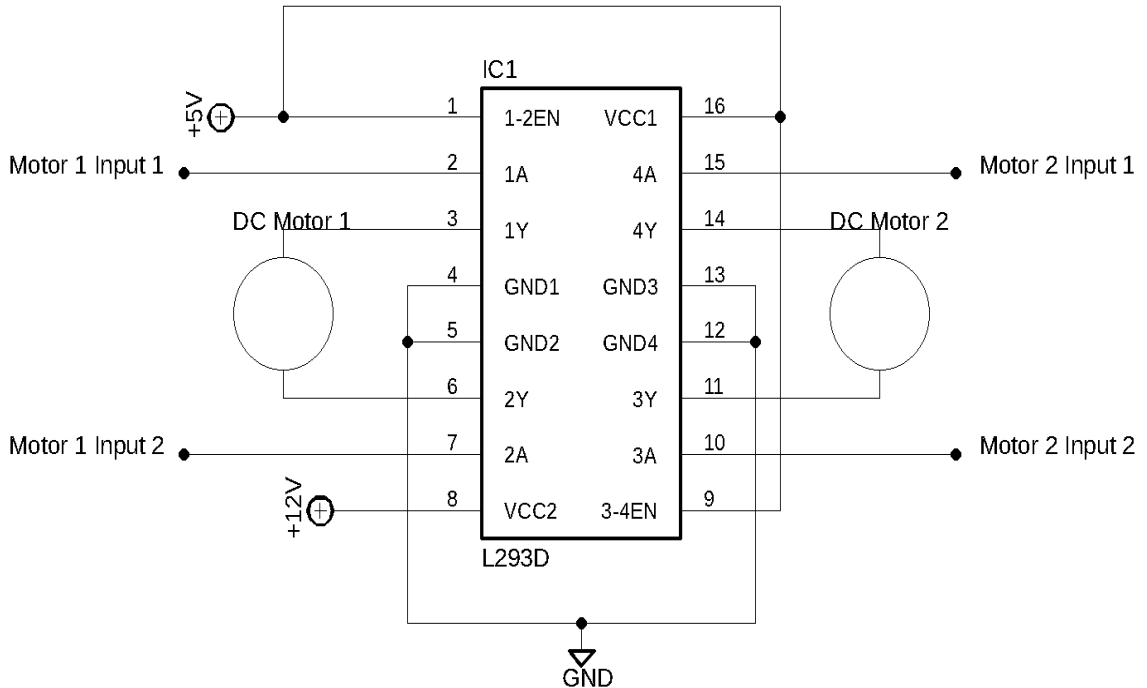 IC1
+5V
1
1-2EN
VCC1
16
Motor 1 Input 1
2
1A
4A
15
Motor 2 Input 1
DC Motor 1
3
1Y
4Y
14
DC Motor 2
4
GND1
GND3
13
5
GND2
GND4
12
6
2Y
3Y
11
Motor 1 Input 2
7
2A
3A
10
Motor 2 Input 2
+12V
8
VCC2
3-4EN
9
L293D
GND